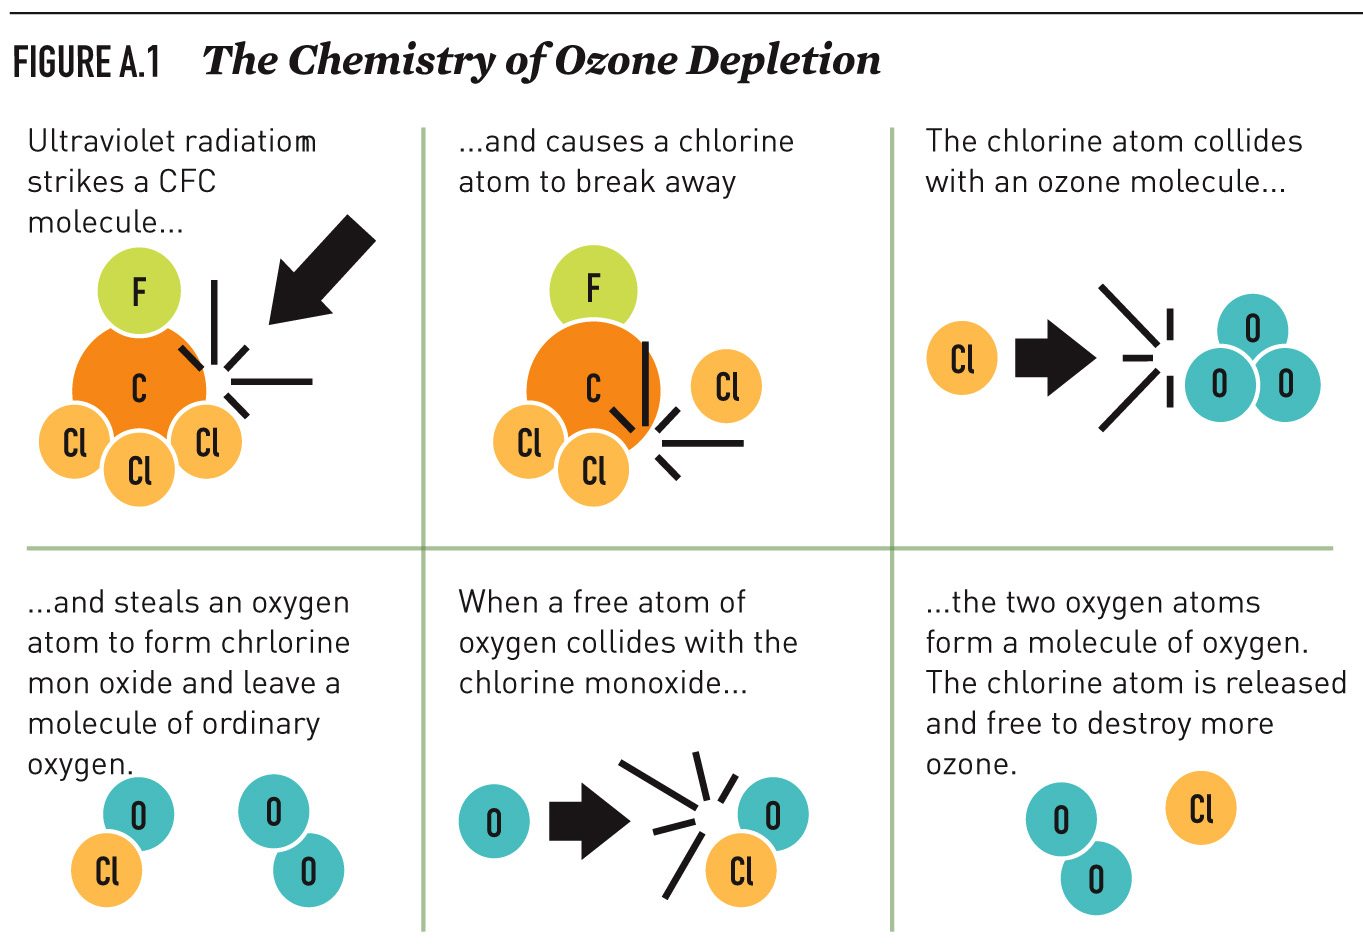 FIGURE A.1 The Chemistry of Ozone Depletion
Ultraviolet radiatiom
strikes a CFC
molecule...
F
C
Cl
Cl
Cl
...and causes a chlorine
atom to break away
F
C
Cl
Cl
Cl
The chlorine atom collides
with an ozone molecule...
Cl
O
O
O
...and steals an oxygen
atom to form chrlorine
mon oxide and leave a
molecule of ordinary
oxygen.
O
Cl
O
O
When a free atom of
oxygen collides with the
chlorine monoxide...
O
O
Cl
...the two oxygen atoms
form a molecule of oxygen.
The chlorine atom is released
and free to destroy more
ozone.
O
O
Cl